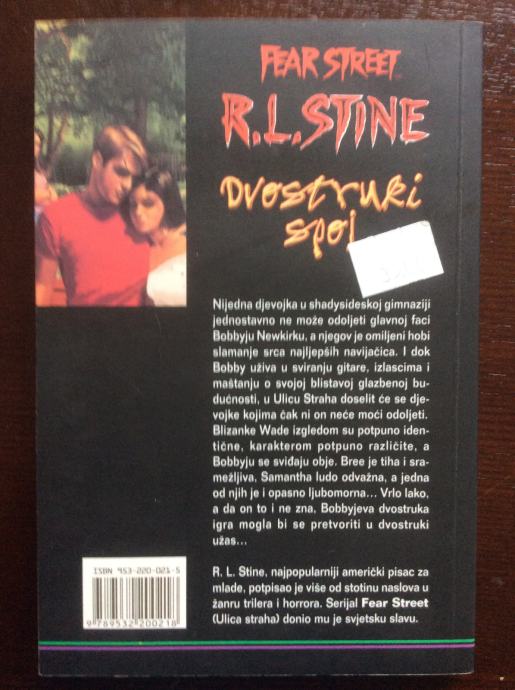 FEAR STREET
R.L.STINE
Dvostruki
spoj
Nijedna djevojka u shadysideskoj gimnaziji
jednostavno ne može odoljeti glavnoj faci
Bobbyju Newkirku, a njegov je omiljeni hobi
slamanje srca najljepših navijačica. I dok
Bobby uživa u sviranju gitare, izlascima i
maštanju o svojoj blistavoj glazbenoj bu-
dućnosti, u Ulicu Straha doselit će se dje-
vojke kojima čak ni on neće moći odoljeti.
Blizanke Wade izgledom su potpuno iden-
tične, karakterom potpuno različite, a
Bobbyju se sviđaju obje. Bree je tiha i sra-
mežljiva, Samantha ludo odvažna, a jedna
od njih je i opasno ljubomorna... Vrlo lako,
a da on to i ne zna, Bobbyjeva dvostruka
igra mogla bi se pretvoriti u dvostruki
užas...
R. L. Stine, najpopularniji američki pisac za
mlade, potpisao je više od stotinu naslova u
žanru trilera i horrora. Serijal Fear Street
(Ulica straha) donio mu je svjetsku slavu.
ISBN 953-220-021-5
9 789532 200218